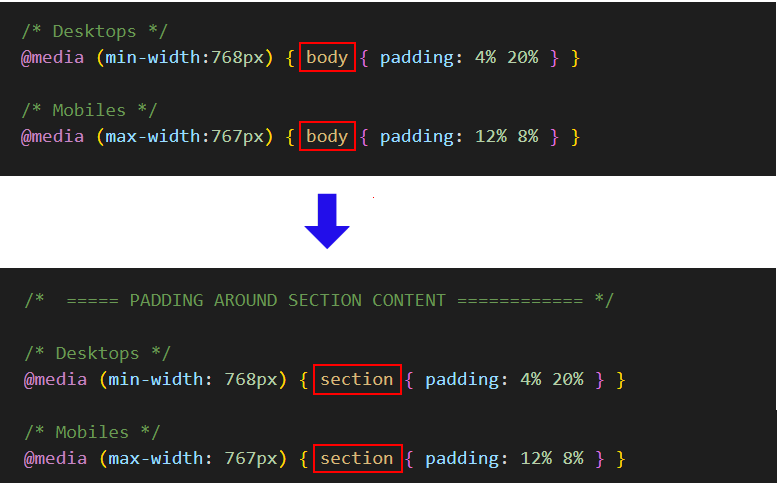 /* Desktops */
@media (min-width:768px) { body { padding: 4% 20% } }
/* Mobiles */
@media (max-width:767px) { body { padding: 12% 8% } }
/*  ===== PADDING AROUND SECTION CONTENT ============ */
/* Desktops */
@media (min-width: 768px) { section { padding: 4% 20% } }
/* Mobiles */
@media (max-width: 767px) { section { padding: 12% 8% } }